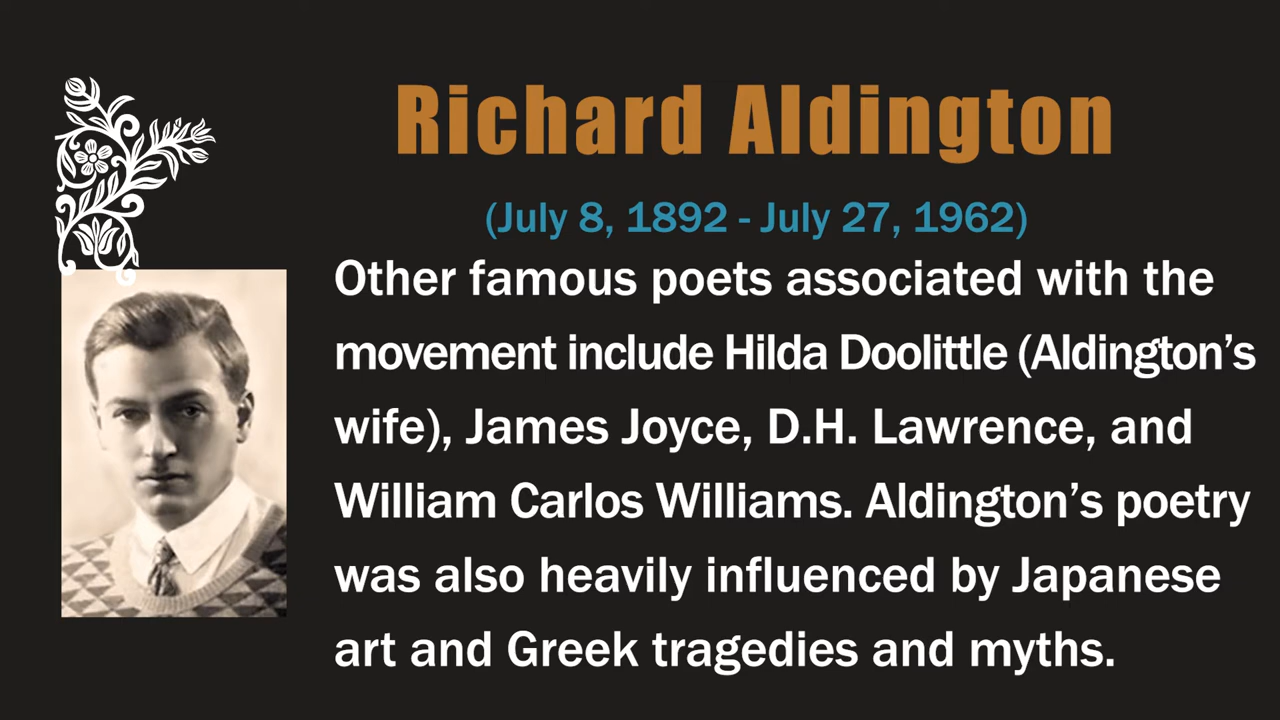 Richard Aldington
(July 8, 1892 - July 27, 1962)
Other famous poets associated with the
movement include Hilda Doolittle (Aldington’s
wife), James Joyce, D.H. Lawrence, and
William Carlos Williams. Aldington’s poetry
was also heavily influenced by Japanese
art and Greek tragedies and myths.